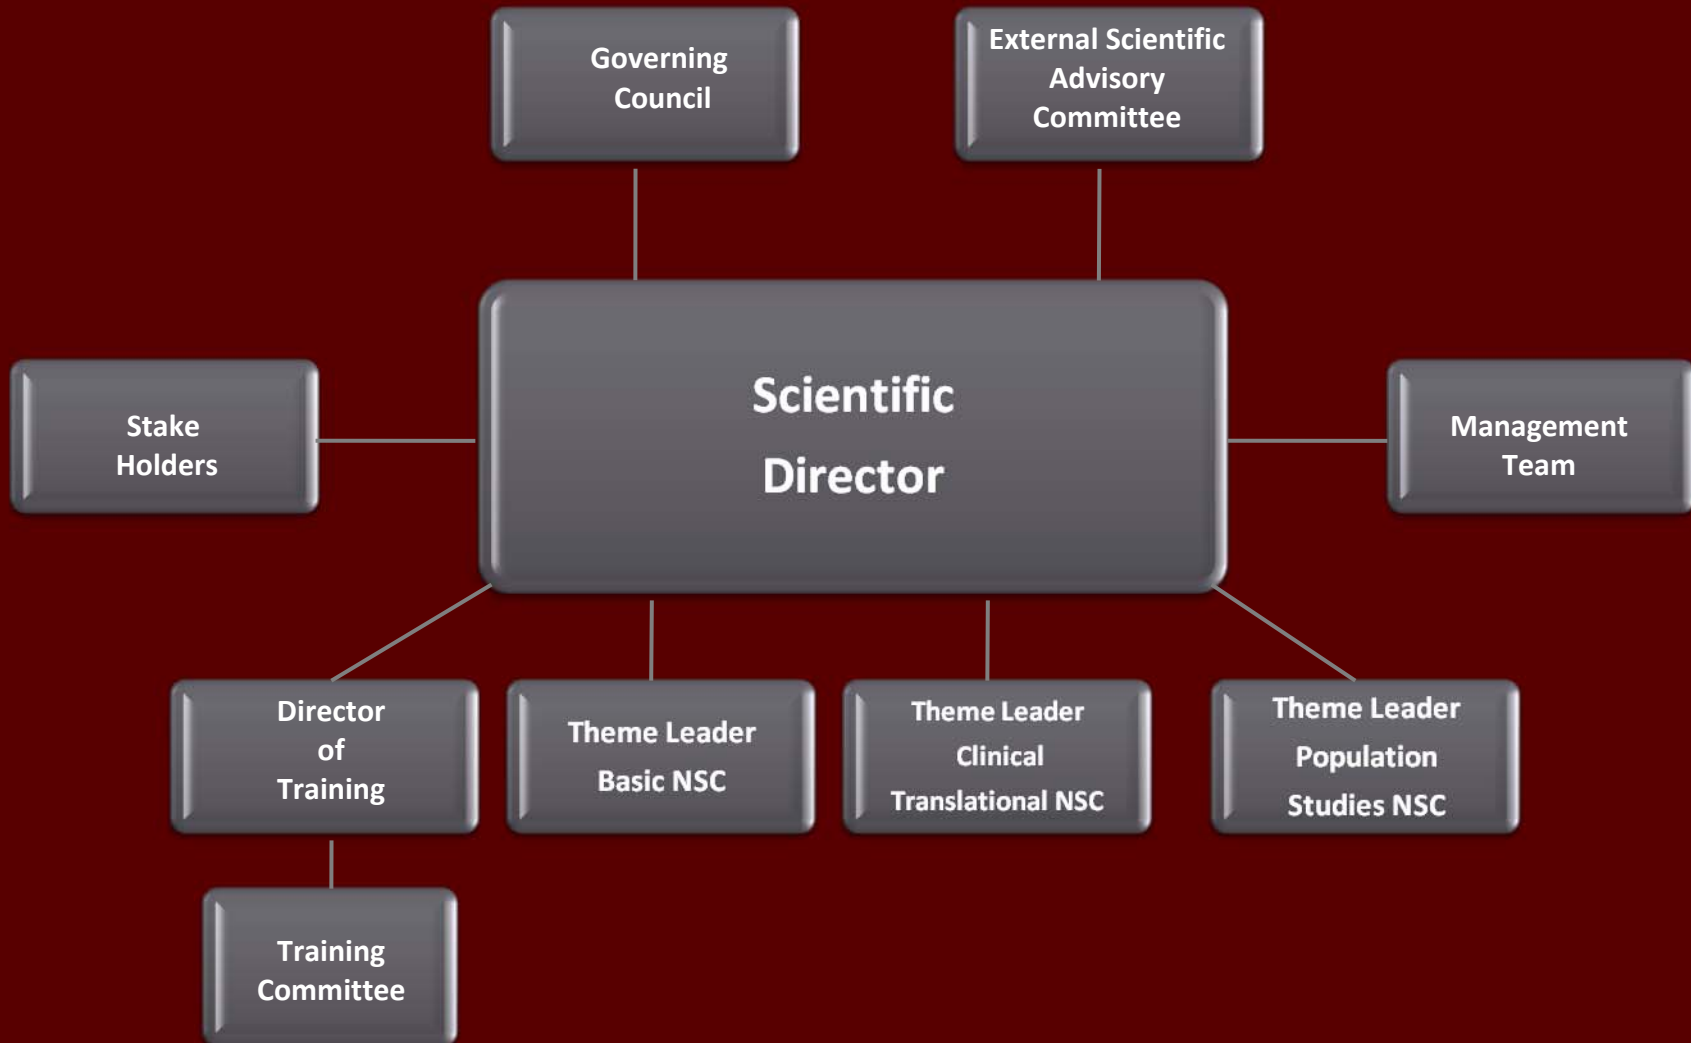 Governing
Council
External Scientific
Advisory
Committee
Scientific
Director
Stake
Holders
Management
Team
Director
of
Training
Theme Leader
Basic NSC
Theme Leader
Clinical
Translational NSC
Theme Leader
Population
Studies NSC
Training
Committee